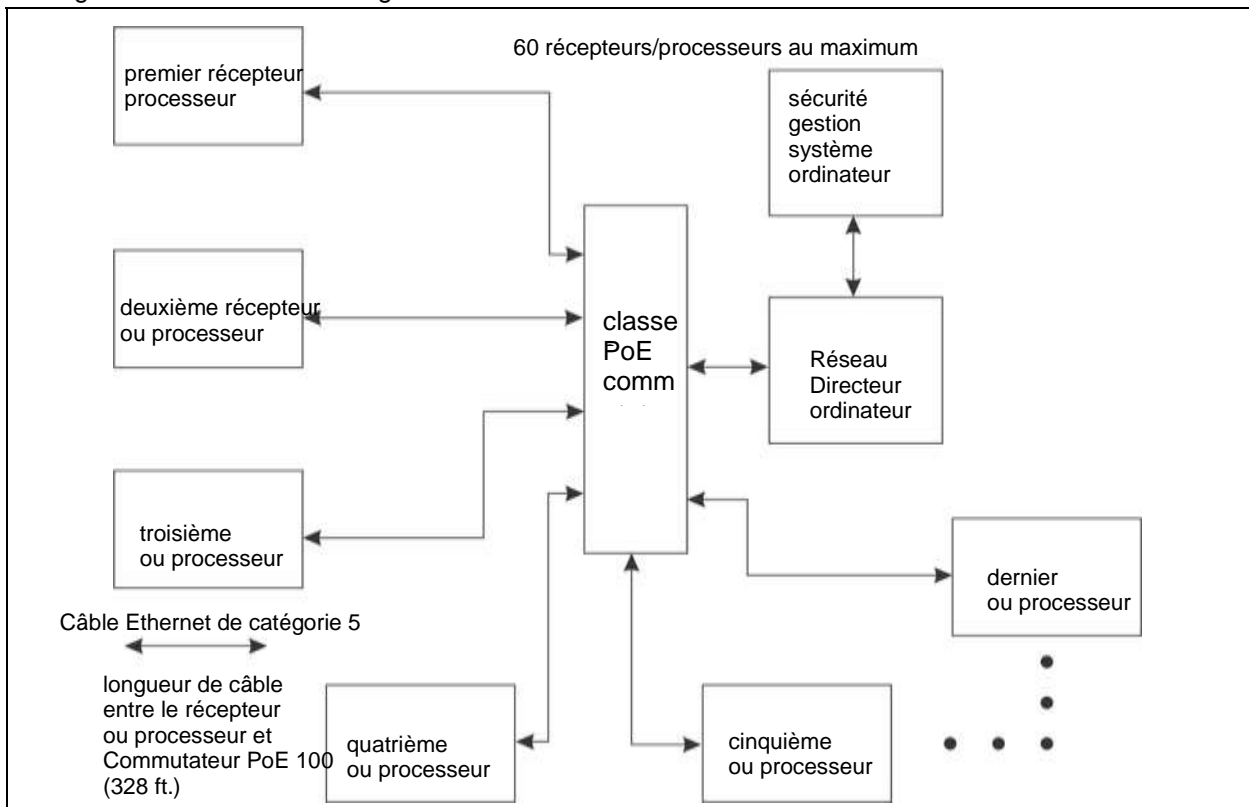 60 récepteurs/processeurs au maximum
premier récepteur
processeur
sécurité
gestion
système
ordinateur
deuxième récepteur
ou processeur
classe
PoE
comm
Réseau
Directeur
ordinateur
troisième
ou processeur
dernier
ou processeur
Câble Ethernet de catégorie 5
longueur de câble
entre le récepteur
ou processeur et
Commutateur PoE 100
(328 ft.)
quatrième
ou processeur
cinquième
ou processeur